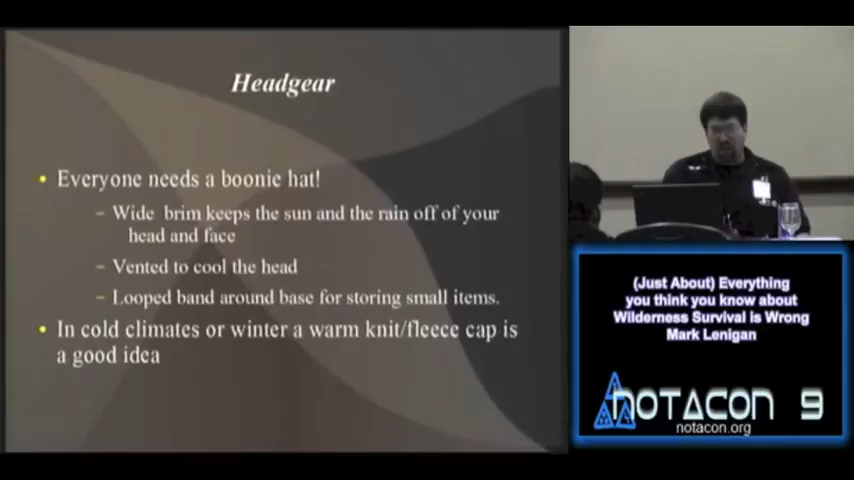 Headgear
• Everyone needs a boonie hat!
– Wide brim keeps the sun and the rain off of your
head and face
– Vented to cool the head
– Looped band around base for storing small items.
• In cold climates or winter a warm knit/fleece cap is
a good idea
(Just About) Everything
you think you know about
Wilderness Survival is Wrong
Mark Lenigan
NOTACON 9
notacon.org